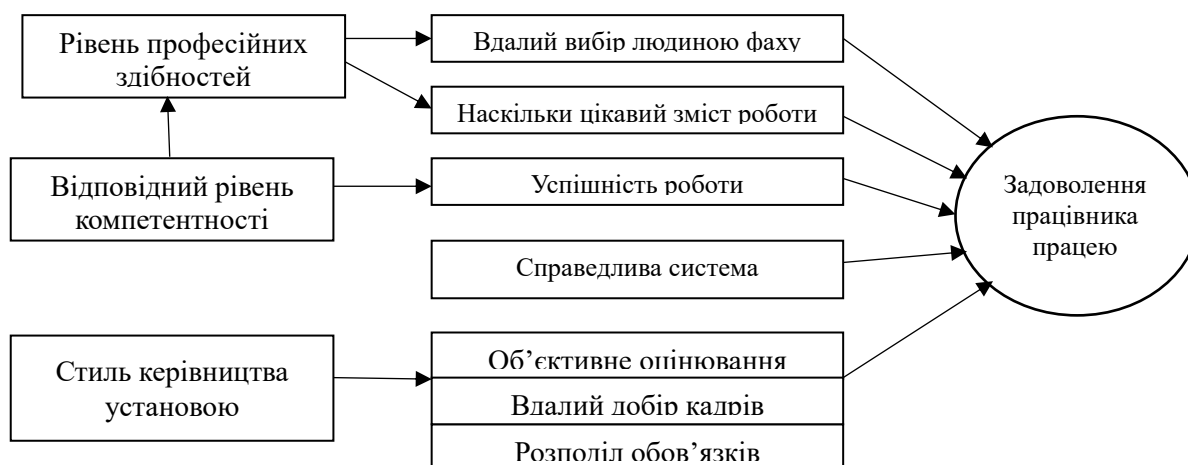 Рівень професійних
здібностей
Вдалий вибір людиною фаху
Наскільки цікавий зміст роботи
Відповідний рівень
компетентності
Успішність роботи
Справедлива система
Задоволення
працівника
працею
Стиль керівництва
установою
Об’єктивне оцінювання
Вдалий добір кадрів
Розподіл обов’язків